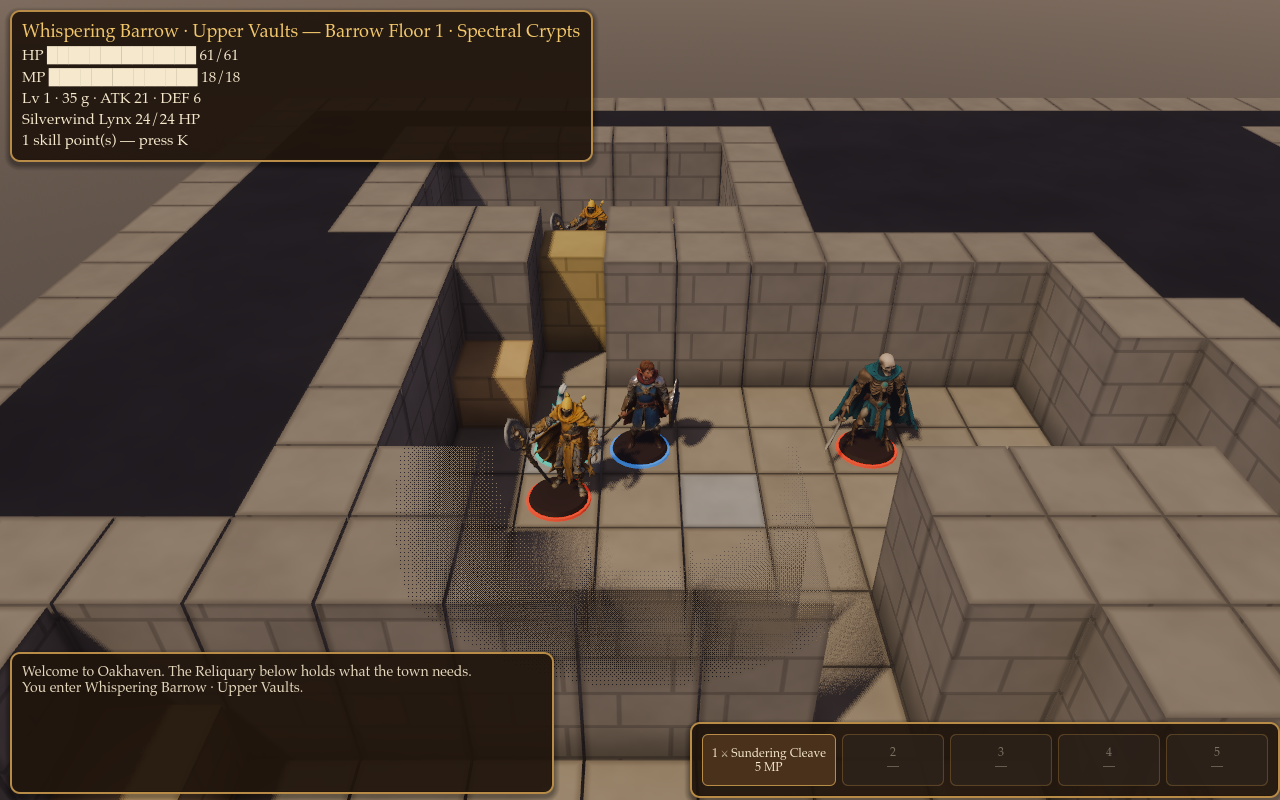 Whispering Barrow · Upper Vaults — Barrow Floor 1 · Spectral Crypts
HP 61/61
MP 18/18
Lv 1 · 35 g · ATK 21 · DEF 6
Silverwind Lynx 24/24 HP
1 skill point(s) — press K
Welcome to Oakhaven. The Reliquary below holds what the town needs.
You enter Whispering Barrow · Upper Vaults.
1 ⚔ Sundering Cleave
5 MP
2
—
3
—
4
—
5
—